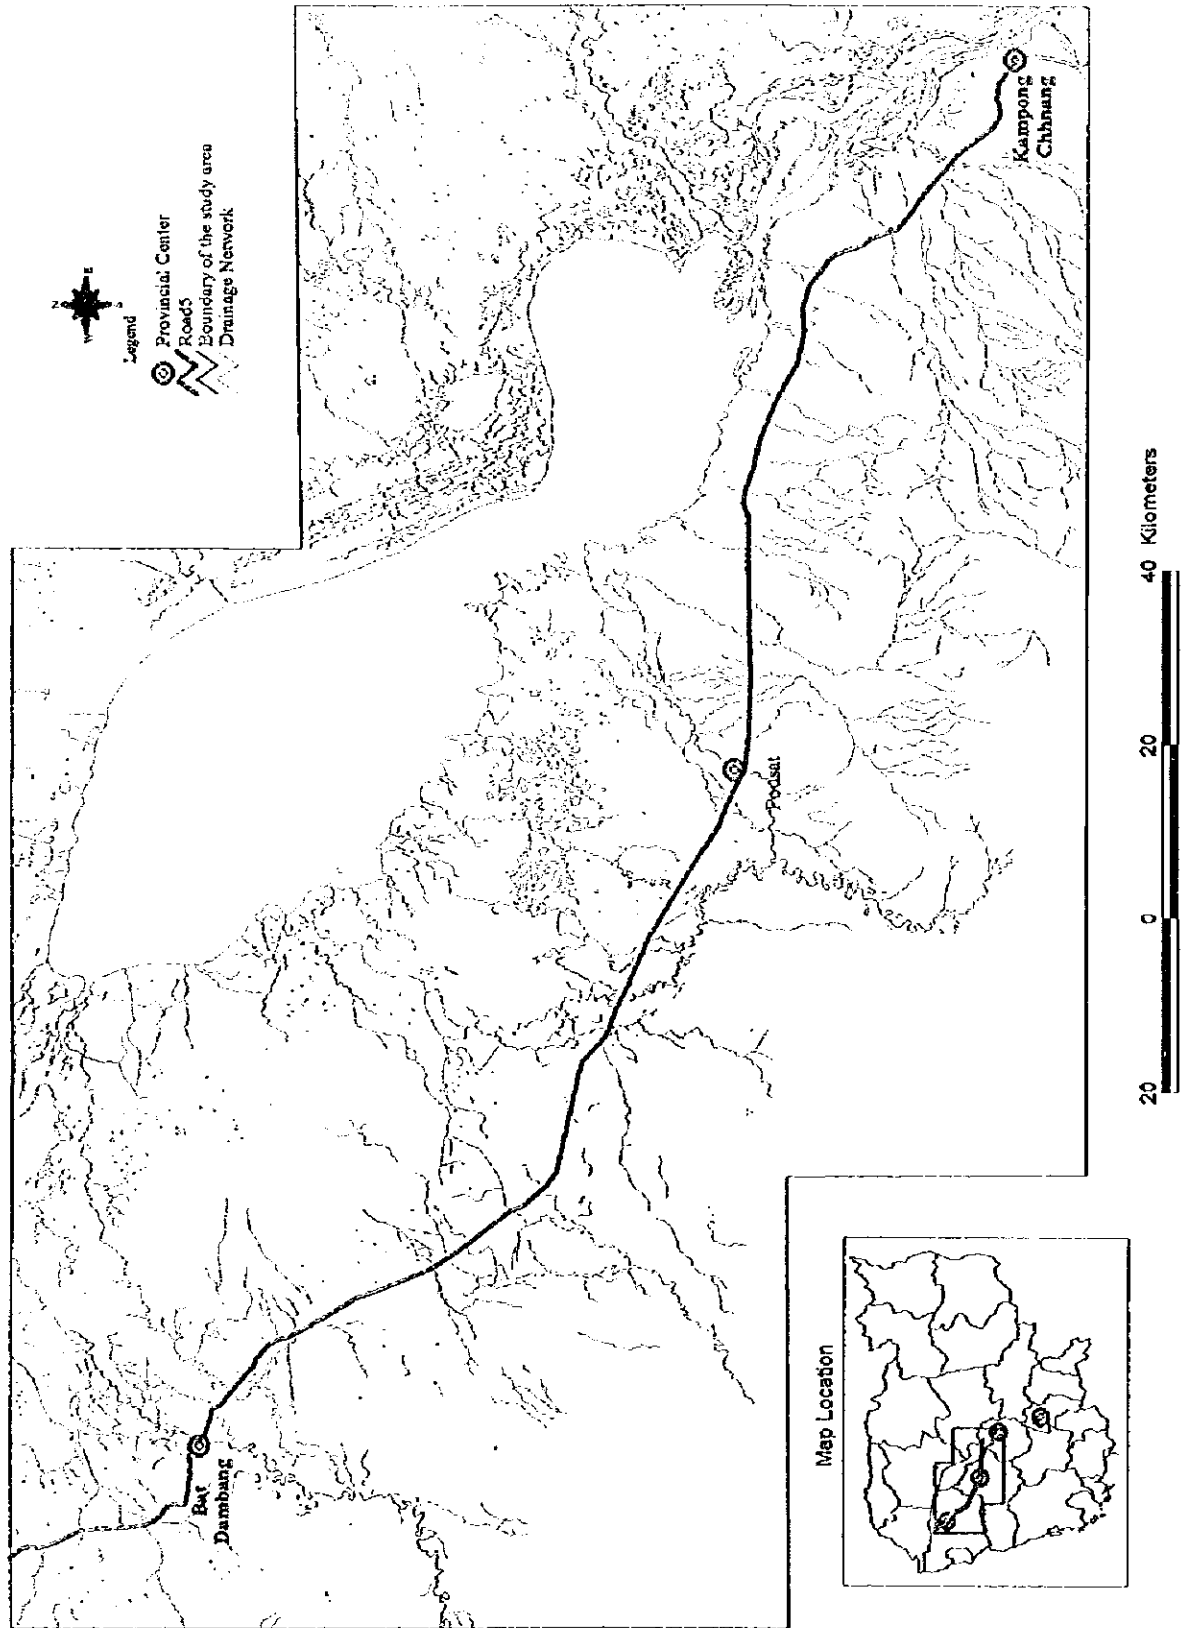 N
W
E
S
Legend
Provincial Center
Road5
Boundary of the study area
Drainage Network
Kampong
Chhnang
Podsat
Bat
Dambang
20 0 20 40 Kilometers
Map Location